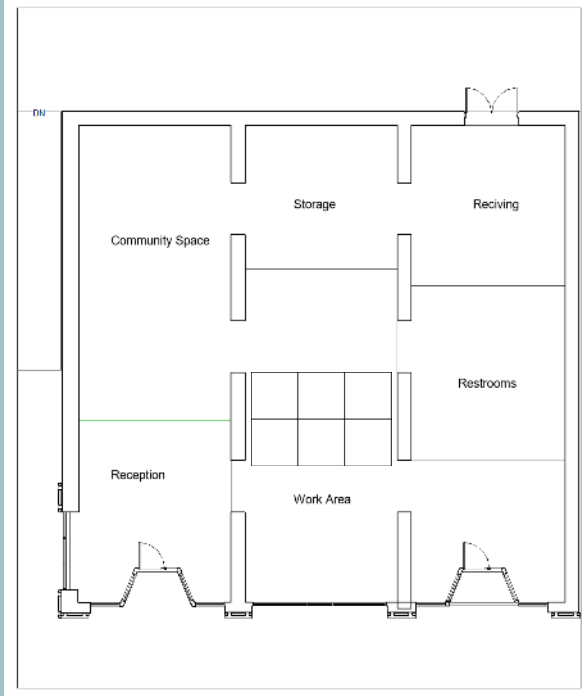 DN
Storage
Reciving
Community Space
Restrooms
Reception
Work Area